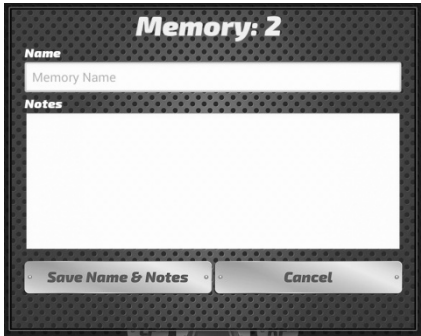 Memory: 2
Name
Memory Name
Notes
Save Name & Notes
Cancel